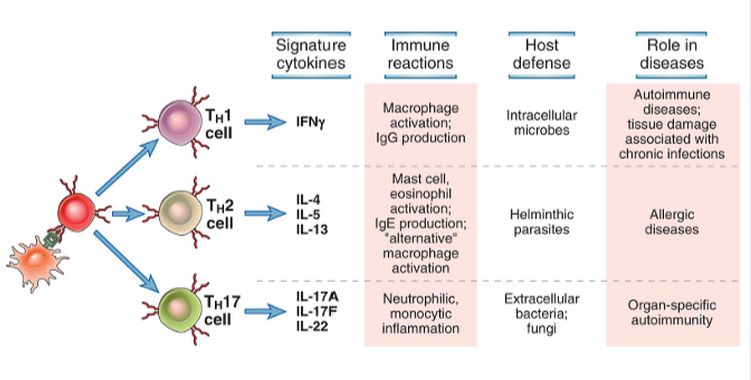 Signature
cytokines
Immune
reactions
Host
defense
Role in
diseases
TH1
cell
IFNγ
Macrophage
activation;
IgG production
Intracellular
microbes
Autoimmune
diseases;
tissue damage
associated with
chronic infections
TH2
cell
IL-4
IL-5
IL-13
Mast cell,
eosinophil
activation;
IgE production;
"alternative"
macrophage
activation
Helminthic
parasites
Allergic
diseases
TH17
cell
IL-17A
IL-17F
IL-22
Neutrophilic,
monocytic
inflammation
Extracellular
bacteria;
fungi
Organ-specific
autoimmunity